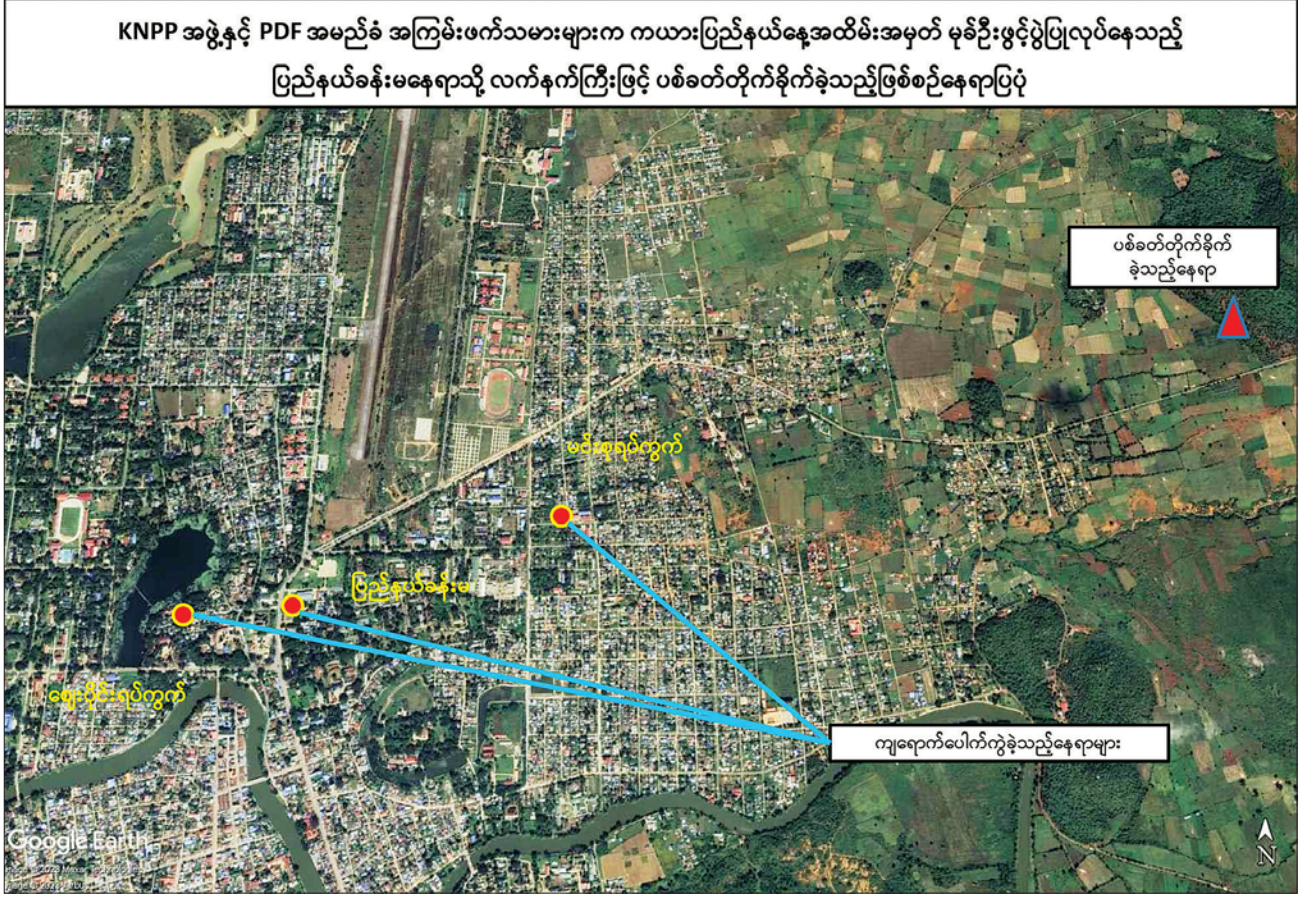 KNPP အဖွဲ့နှင့် PDF အမည်ခံ အကြမ်းဖက်သမားများက ကယားပြည်နယ်နေ့အထိမ်းအမှတ် မုခ်ဦးဖွင့်ပွဲပြုလုပ်နေသည့်
ပြည်နယ်ခန်းမနေရာသို့ လက်နက်ကြီးဖြင့် ပစ်ခတ်တိုက်ခိုက်ခဲ့သည့်ဖြစ်စဉ်နေရာပြပုံ
ပစ်ခတ်တိုက်ခိုက်
ခဲ့သည့်နေရာ
မင်းစုရပ်ကွက်
ပြည်နယ်ခန်းမ
ဈေးပိုင်းရပ်ကွက်
ကျရောက်ပေါက်ကွဲခဲ့သည့်နေရာများ
Google Earth
N